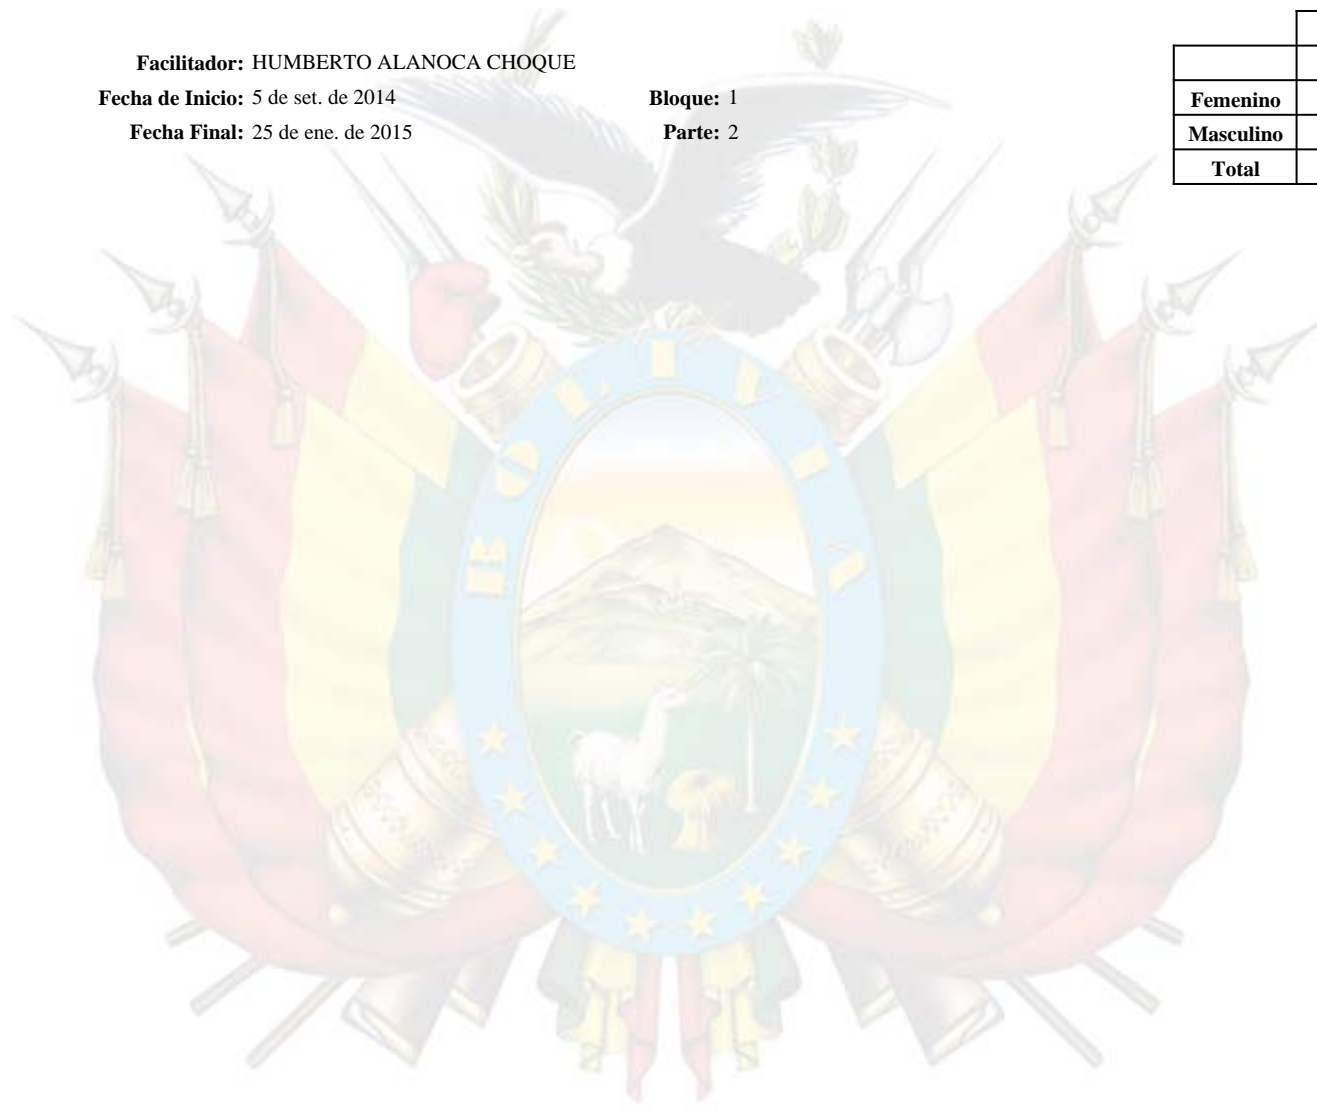 Facilitador: HUMBERTO ALANOCA CHOQUE
Fecha de Inicio: 5 de set. de 2014 Bloque: 1
Fecha Final: 25 de ene. de 2015 Parte: 2
Femenino
Masculino
Total
BOLIVIA